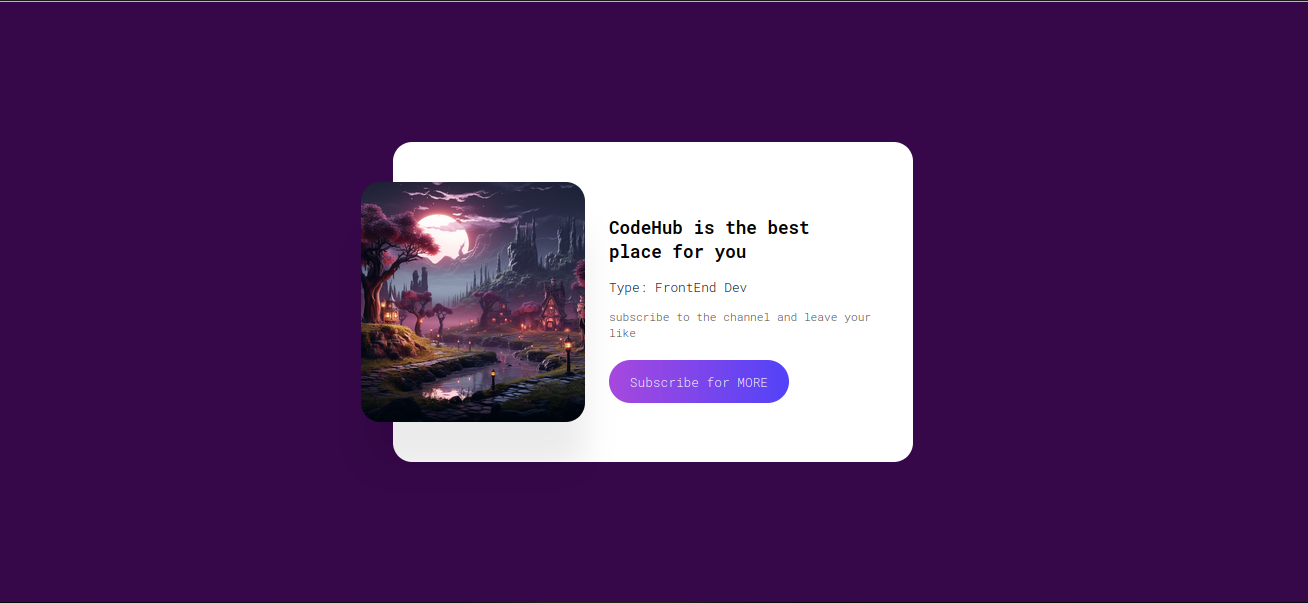 CodeHub is the best
place for you
Type: FrontEnd Dev
subscribe to the channel and leave your
like
Subscribe for MORE